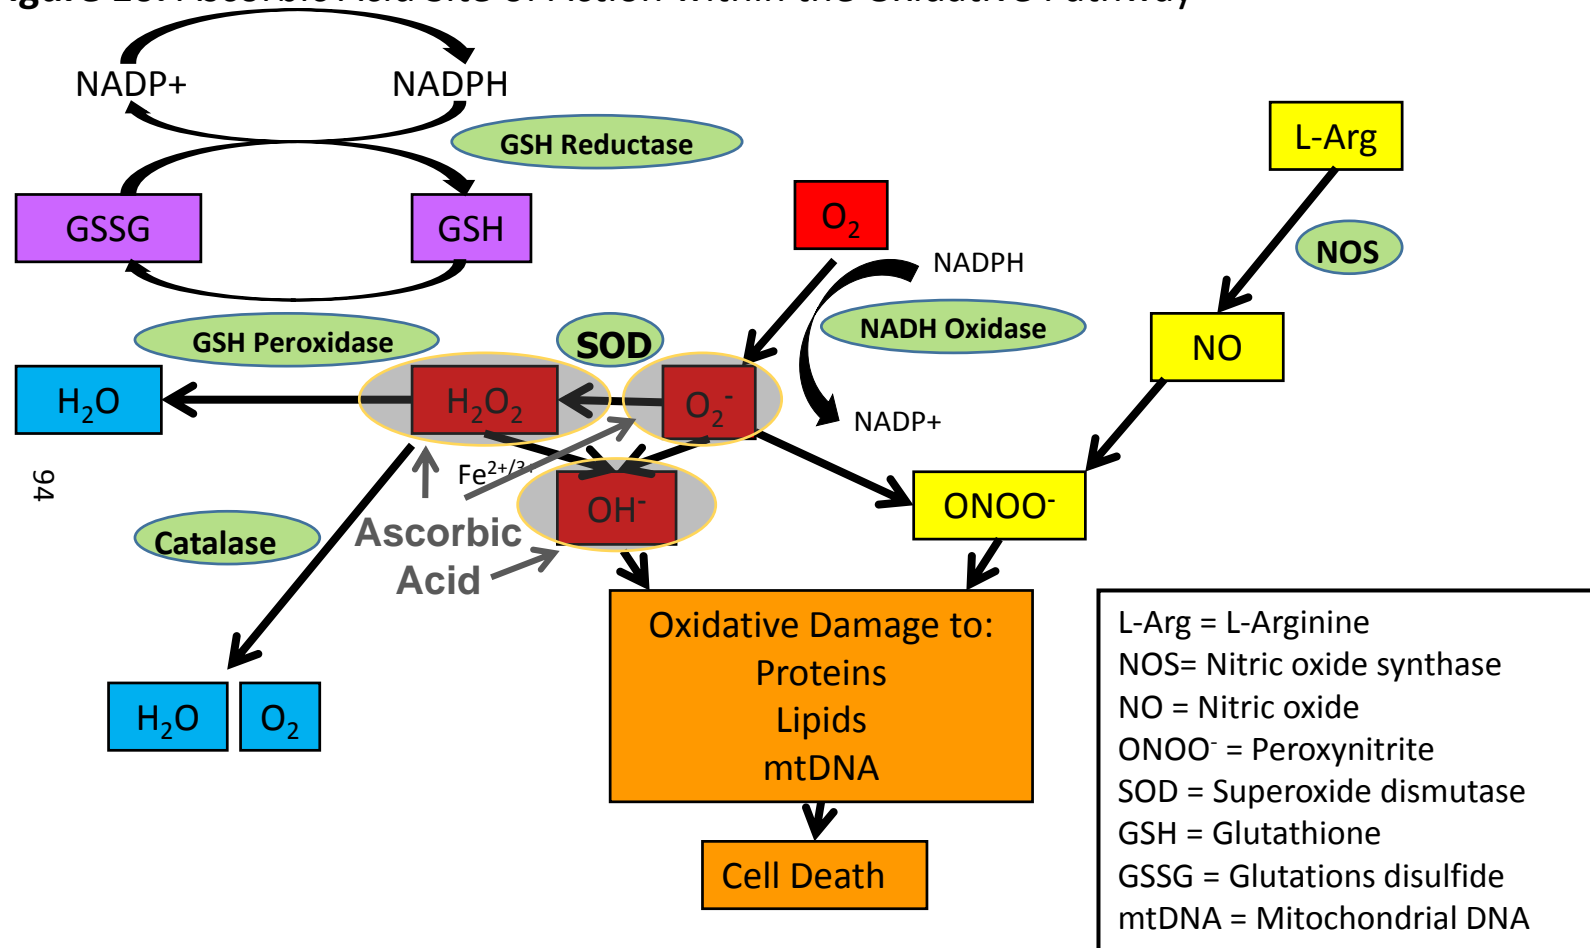 NADP+
NADPH
GSH Reductase
L-Arg
GSSG
GSH
O₂
NADPH
NOS
GSH Peroxidase
SOD
NADH Oxidase
NO
H₂O
H₂O₂
O₂⁻
NADP+
94
Fe²⁺/³⁺
OH⁻
ONOO⁻
Catalase
Ascorbic
Acid
Oxidative Damage to:
Proteins
Lipids
mtDNA
H₂O
O₂
Cell Death
L-Arg = L-Arginine
NOS= Nitric oxide synthase
NO = Nitric oxide
ONOO⁻ = Peroxynitrite
SOD = Superoxide dismutase
GSH = Glutathione
GSSG = Glutations disulfide
mtDNA = Mitochondrial DNA